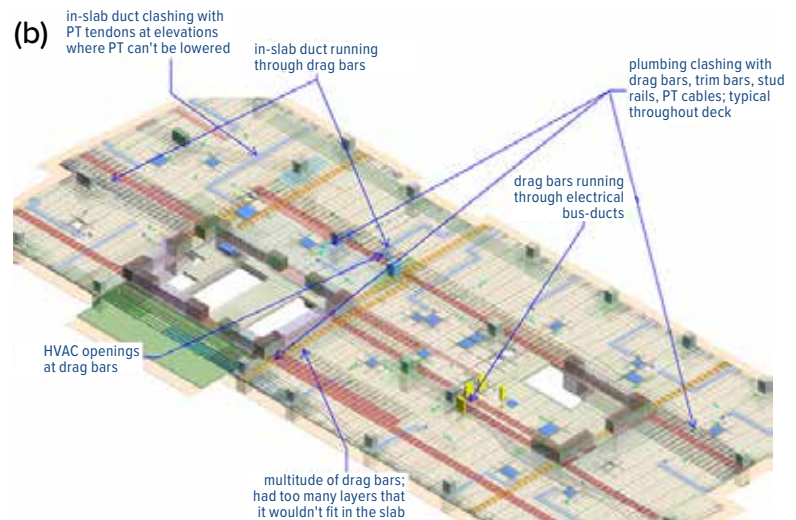 (b)
in-slab duct clashing with
PT tendons at elevations
where PT can't be lowered
in-slab duct running
through drag bars
plumbing clashing with
drag bars, trim bars, stud
rails, PT cables; typical
throughout deck
drag bars running
through electrical
bus-ducts
HVAC openings
at drag bars
multitude of drag bars;
had too many layers that
it wouldn't fit in the slab